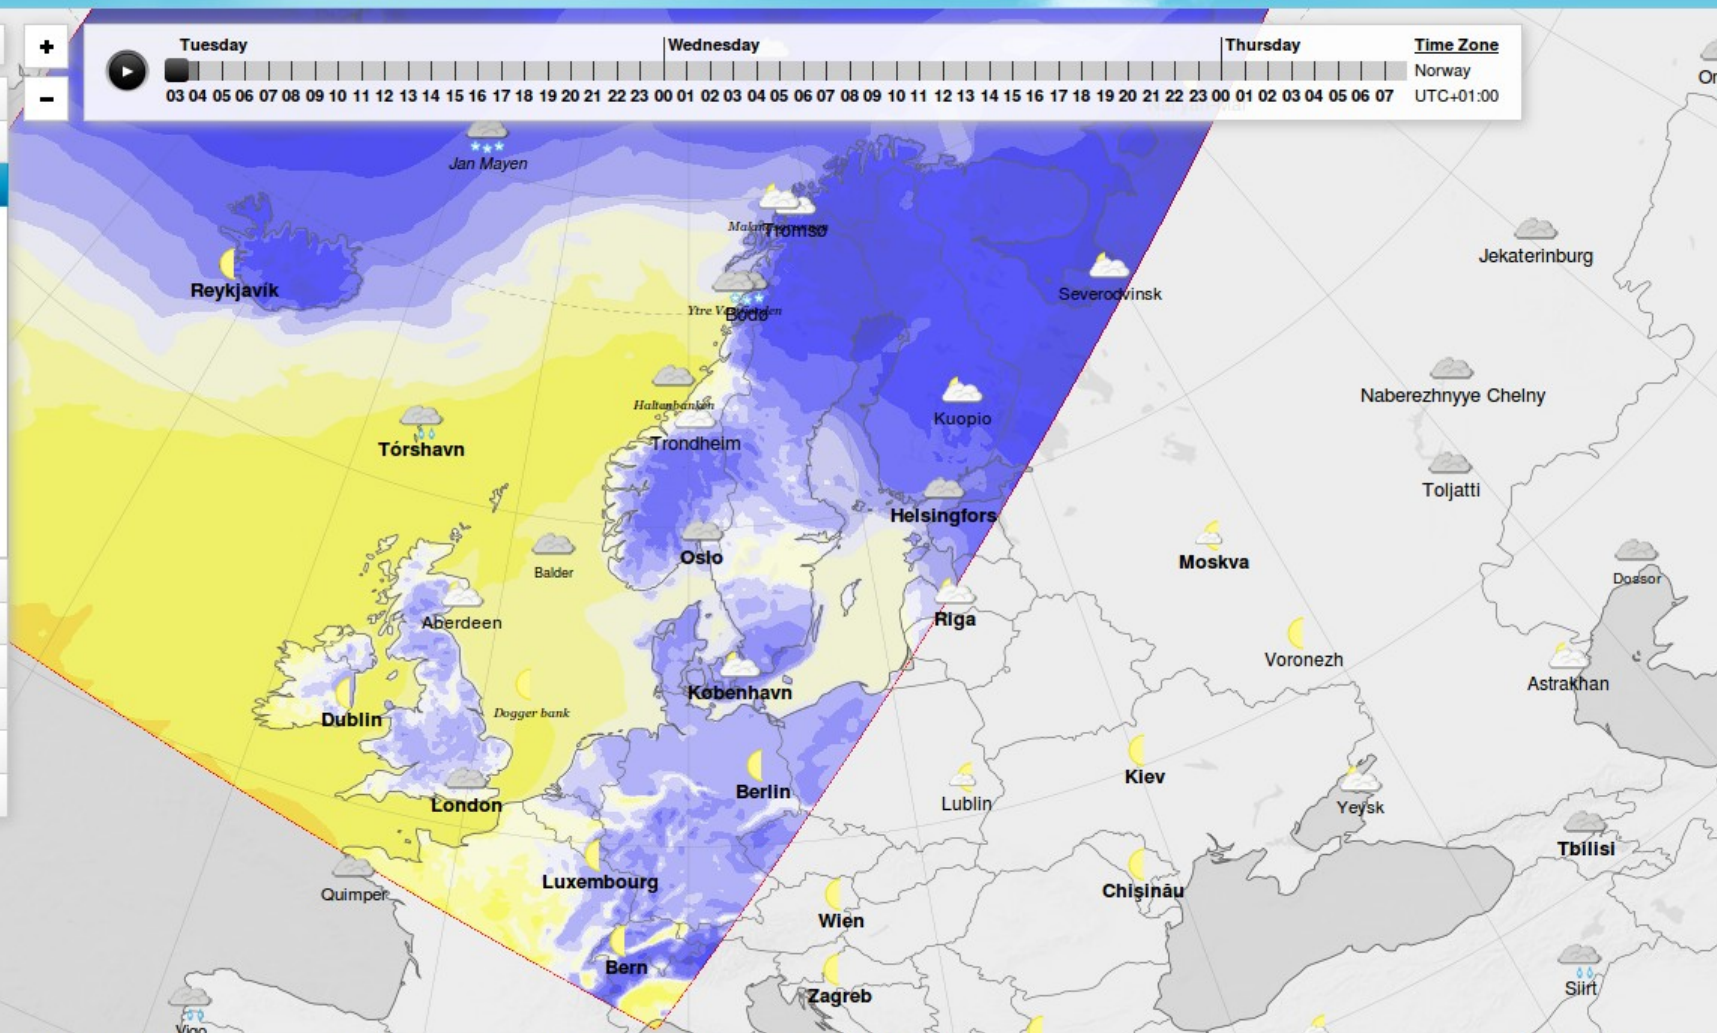 +
-
Tuesday
Wednesday
Thursday
Time Zone
Norway
03 04 05 06 07 08 09 10 11 12 13 14 15 16 17 18 19 20 21 22 23 00 01 02 03 04 05 06 07 08 09 10 11 12 13 14 15 16 17 18 19 20 21 22 23 00 01 02 03 04 05 06 07
UTC+01:00
Jan Mayen
Tromsø
Jekaterinburg
Reykjavík
Severodvinsk
Ytre
Bodø
Naberezhnyye Chelny
Haltenbanken
Kuopio
Trondheim
Tórshavn
Toljatti
Helsingfors
Oslo
Moskva
Balder
Dossor
Aberdeen
Riga
Voronezh
Astrakhan
København
Dogger bank
Dublin
Kiev
Berlin
Lublin
London
Yeysk
Tbilisi
Luxembourg
Chişinău
Quimper
Wien
Bern
Siirt
Zagreb
Vigo